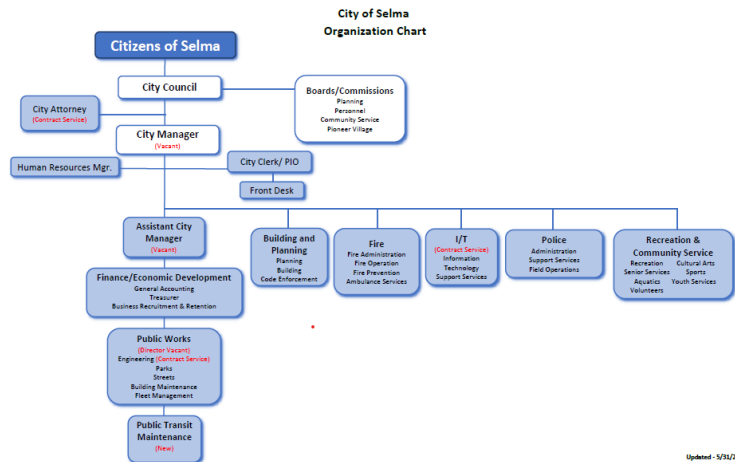 City of Selma
Organization Chart
Citizens of Selma
City Council
Boards/Commissions
Planning
Personnel
Community Service
Pioneer Village
City Attorney
(Contract Service)
City Manager
(Vacant)
Human Resources Mgr.
City Clerk/ PIO
Front Desk
Assistant City
Manager
(Vacant)
Building and
Planning
Planning
Building
Code Enforcement
Fire
Fire Administration
Fire Operation
Fire Prevention
Ambulance Services
I/T
(Contract Service)
Information
Technology
Support Services
Police
Administration
Support Services
Field Operations
Recreation &
Community Service
Recreation Cultural Arts
Senior Services Sports
Aquatics Youth Services
Volunteers
Finance/Economic Development
General Accounting
Treasurer
Business Recruitment & Retention
Public Works
(Director Vacant)
Engineering (Contract Service)
Parks
Streets
Building Maintenance
Fleet Management
Public Transit
Maintenance
(New)
Updated - 5/31/2